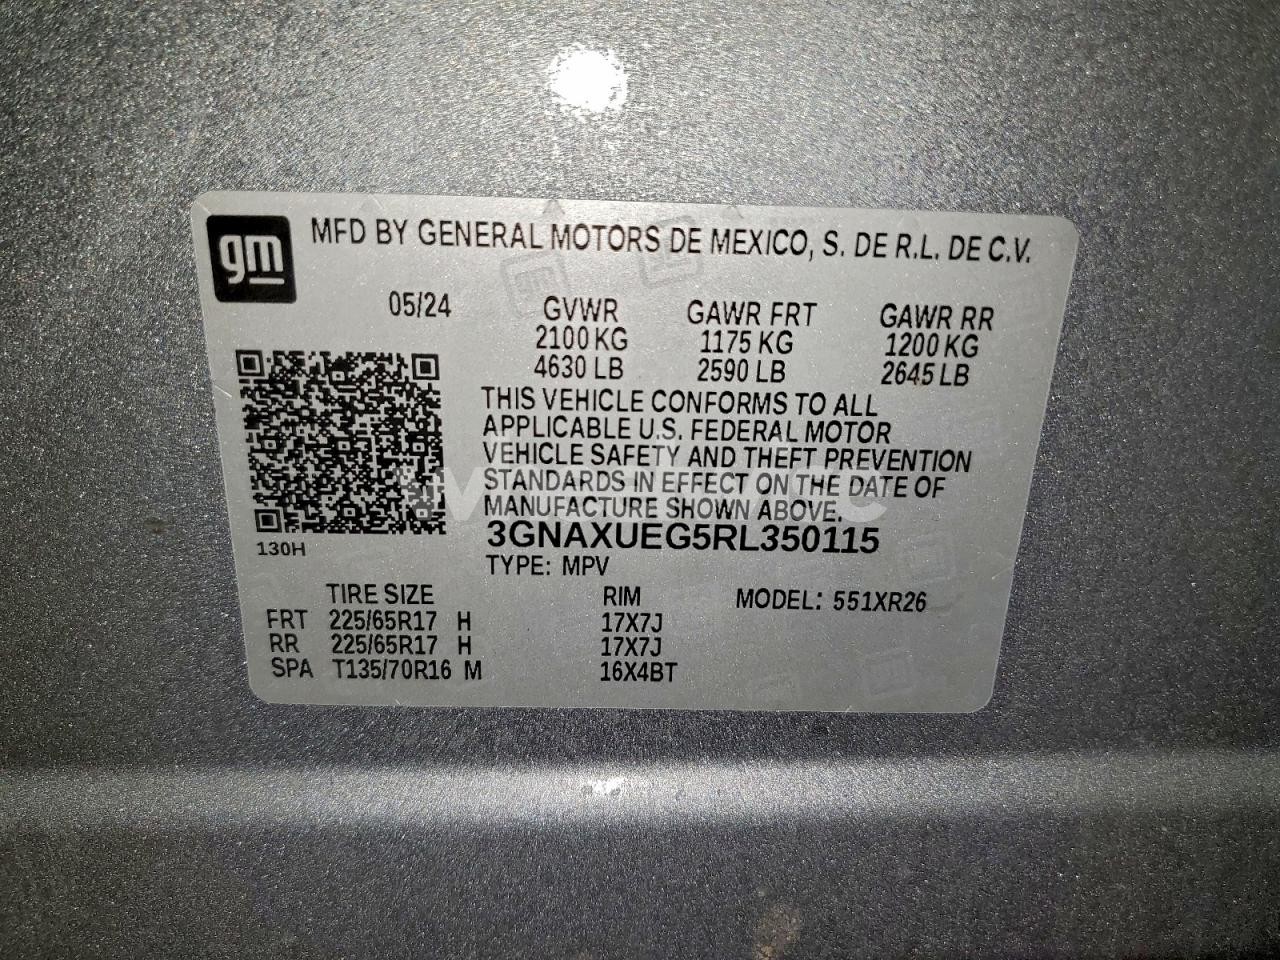 gm
MFD BY GENERAL MOTORS DE MEXICO, S. DE R.L. DE C.V.
05/24 GVWR GAWR FRT GAWR RR
2100 KG 1175 KG 1200 KG
4630 LB 2590 LB 2645 LB
THIS VEHICLE CONFORMS TO ALL
APPLICABLE U.S. FEDERAL MOTOR
VEHICLE SAFETY AND THEFT PREVENTION
STANDARDS IN EFFECT ON THE DATE OF
MANUFACTURE SHOWN ABOVE.
3GNAXUEG5RL350115
130H
TYPE: MPV
TIRE SIZE RIM MODEL: 551XR26
FRT 225/65R17 H 17X7J
RR 225/65R17 H 17X7J
SPA T135/70R16 M 16X4BT